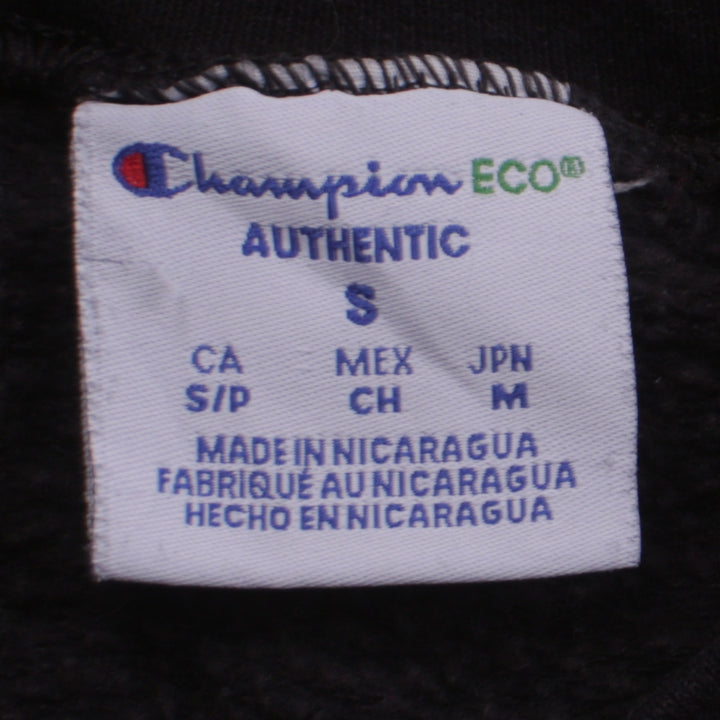 Champion ECO®
AUTHENTIC
S
CA MEX JPN
S/P CH M
MADE IN NICARAGUA
FABRIQUÉ AU NICARAGUA
HECHO EN NICARAGUA